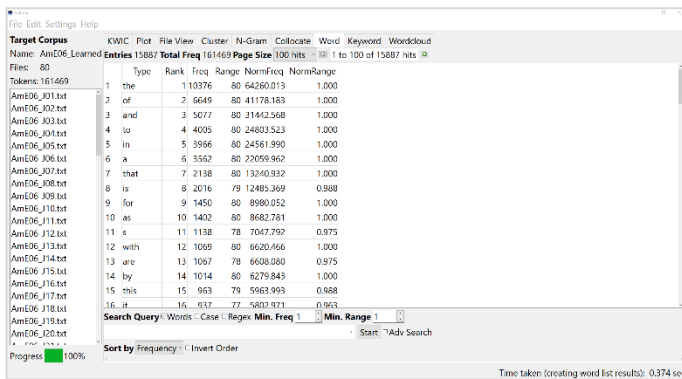 File Edit Settings Help
Target Corpus
Name: AmE06_Learned
Files: 80
Tokens: 161469
AmE06_J01.txt
AmE06_J02.txt
AmE06_J03.txt
AmE06_J04.txt
AmE06_J05.txt
AmE06_J06.txt
AmE06_J07.txt
AmE06_J08.txt
AmE06_J09.txt
AmE06_J10.txt
AmE06_J11.txt
AmE06_J12.txt
AmE06_J13.txt
AmE06_J14.txt
AmE06_J15.txt
AmE06_J16.txt
AmE06_J17.txt
AmE06_J18.txt
AmE06_J19.txt
AmE06_J20.txt
Progress 100%
KWIC Plot File View Cluster N-Gram Collocate Word Keyword Wordcloud
Entries 15887 Total Freq 161469 Page Size 100 hits 1 to 100 of 15887 hits
Type Rank Freq Range NormFreq NormRange
1 the 1 10376 80 64260.013 1.000
2 of 2 6649 80 41178.183 1.000
3 and 3 5077 80 31442.568 1.000
4 to 4 4005 80 24803.523 1.000
5 in 5 3966 80 24561.990 1.000
6 a 6 3562 80 22059.962 1.000
7 that 7 2138 80 13240.932 1.000
8 is 8 2016 79 12485.369 0.988
9 for 9 1450 80 8980.052 1.000
10 as 10 1402 80 8682.781 1.000
11 s 11 1138 78 7047.792 0.975
12 with 12 1069 80 6620.466 1.000
13 are 13 1067 78 6608.080 0.975
14 by 14 1014 80 6279.843 1.000
15 this 15 963 79 5963.993 0.988
16 it 16 937 77 5802.971 0.963
Search Query Words Case Regex Min. Freq 1 Min. Range 1
Start Adv Search
Sort by Frequency Invert Order
Time taken (creating word list results): 0.374 se